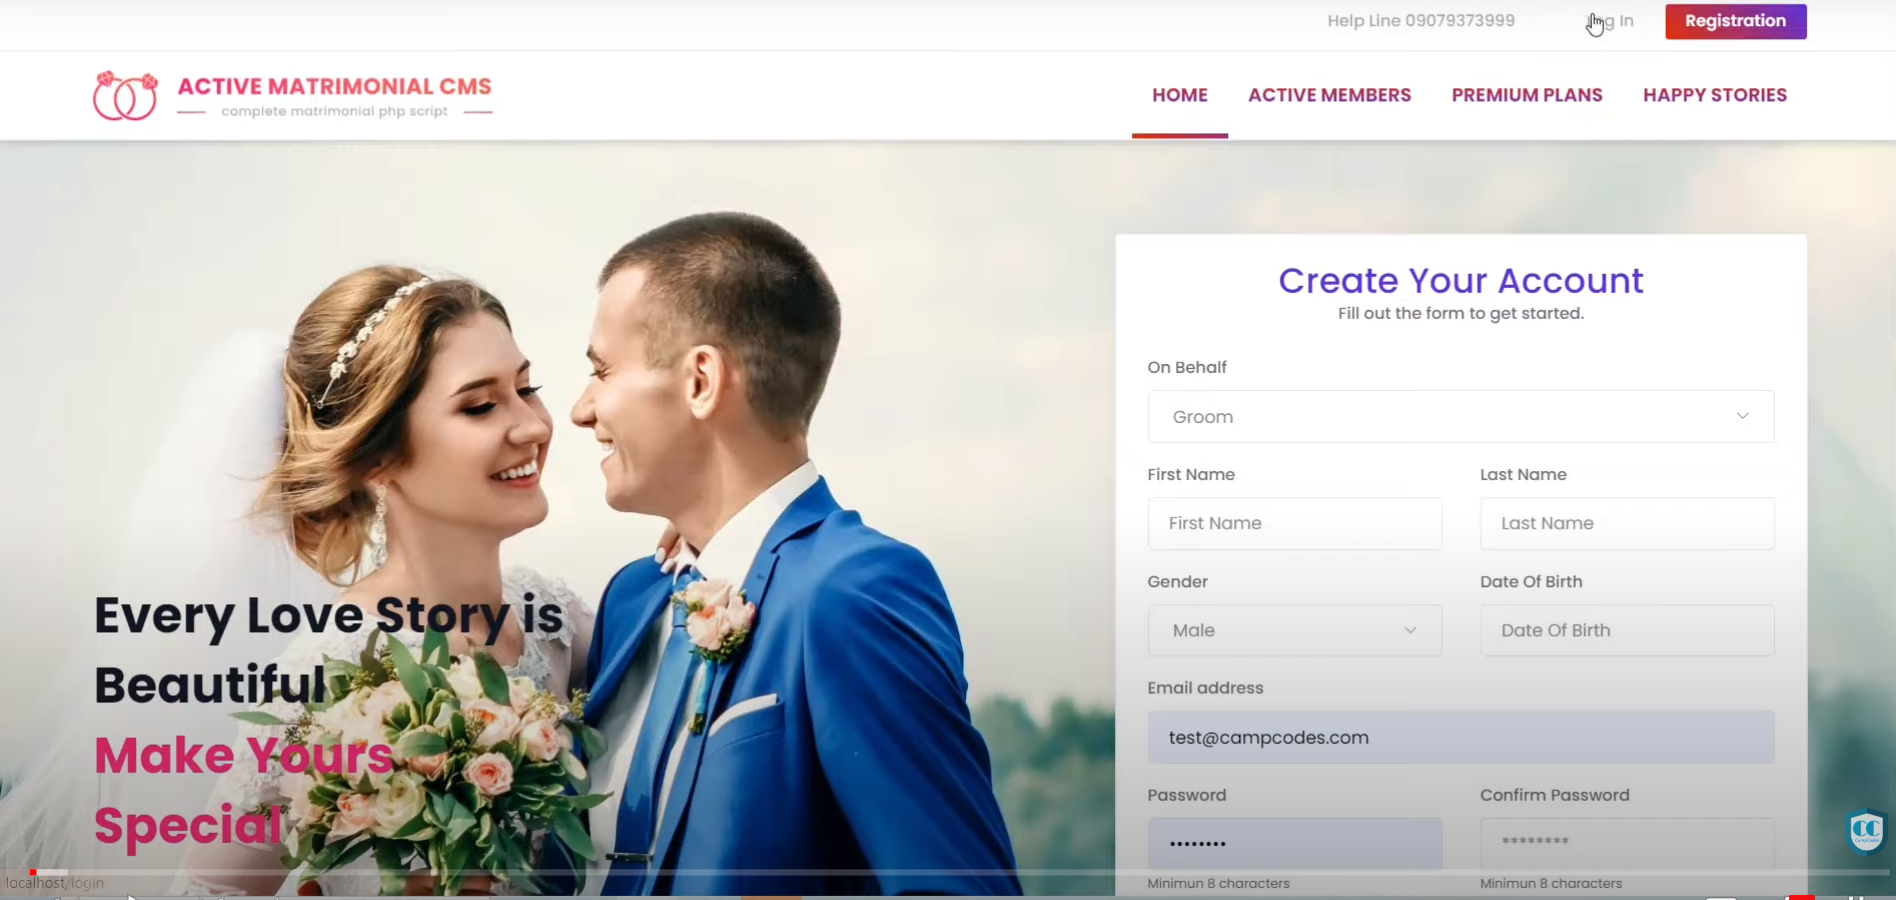 Help Line 09079373999
In
Registration
ACTIVE MATRIMONIAL CMS
complete matrimonial php script
HOME
ACTIVE MEMBERS
PREMIUM PLANS
HAPPY STORIES
Create Your Account
Fill out the form to get started.
On Behalf
Groom
First Name
Last Name
First Name
Last Name
Gender
Date Of Birth
Male
Date Of Birth
Email address
test@campcodes.com
Password
Confirm Password
••••••••
********
Minimun 8 characters
Minimun 8 characters
Every Love Story is
Beautiful
Make Yours
Special
CC
CampCodes
localhost/login